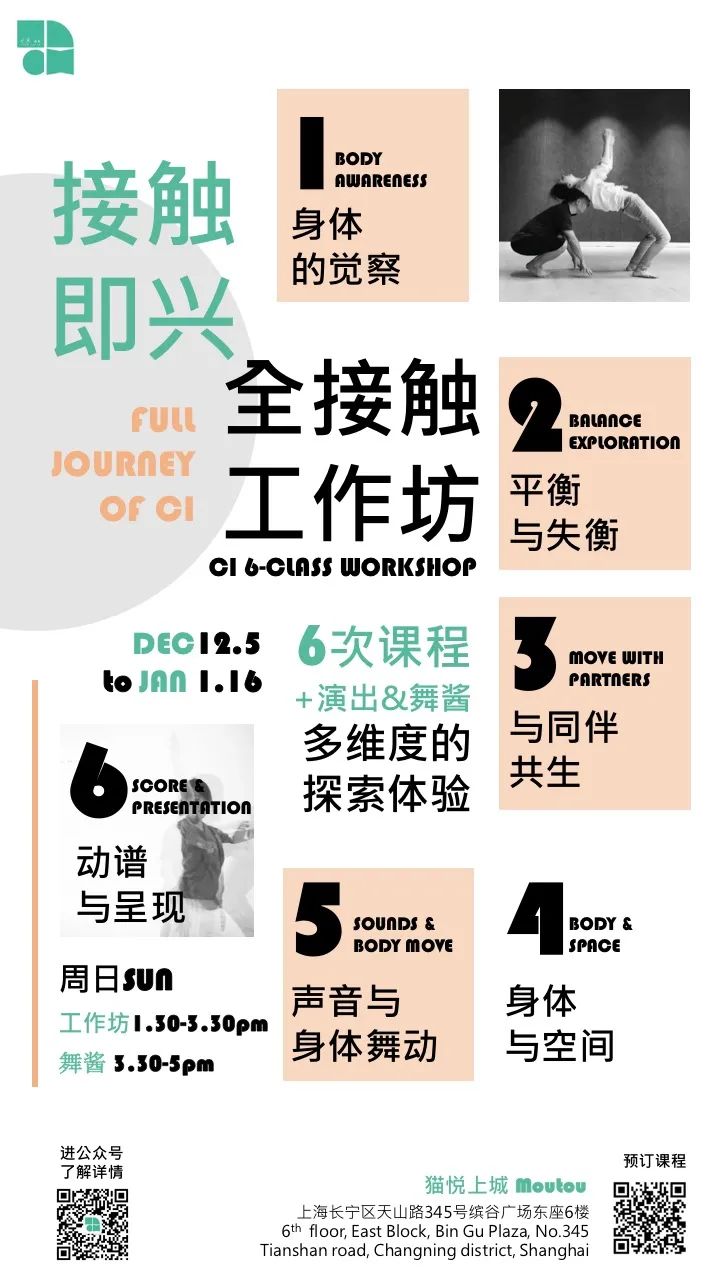 接触
即兴
FULL
JOURNEY
OF CI
全接触
工作坊
CI 6-CLASS WORKSHOP
1 BODY
AWARENESS
身体
的觉察
2 BALANCE
EXPLORATION
平衡
与失衡
3 MOVE WITH
PARTNERS
与同伴
共生
DEC12.5
to JAN 1.16
6次课程
+演出&舞酱
多维度的
探索体验
4 BODY &
SPACE
身体
与空间
5 SOUNDS &
BODY MOVE
声音与
身体舞动
6 SCORE &
PRESENTATION
动谱
与呈现
周日SUN
工作坊1.30-3.30pm
舞酱 3.30-5pm
进公众号
了解详情
预订课程
猫悦上城 Moutou
上海长宁区天山路345号缤谷广场东座6楼
6th floor, East Block, Bin Gu Plaza, No.345
Tianshan road, Changning district, Shanghai